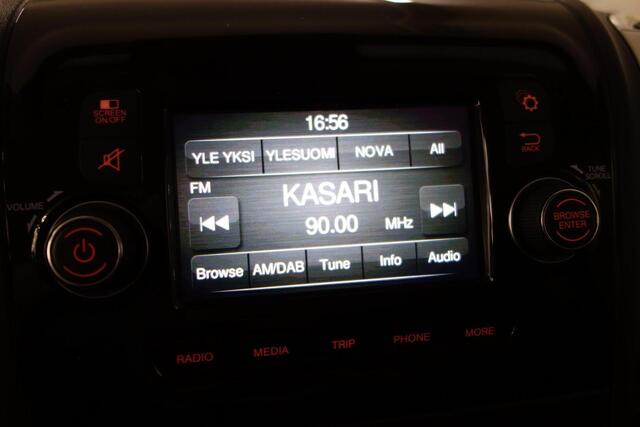 16:56
YLE YKSI YLESUOMI NOVA All
SCREEN
ON/OFF
FM
KASARI
90.00 MHz
BACK
VOLUME
TUNE
SCROLL
BROWSE
ENTER
Browse AM/DAB Tune Info Audio
RADIO MEDIA TRIP PHONE MORE